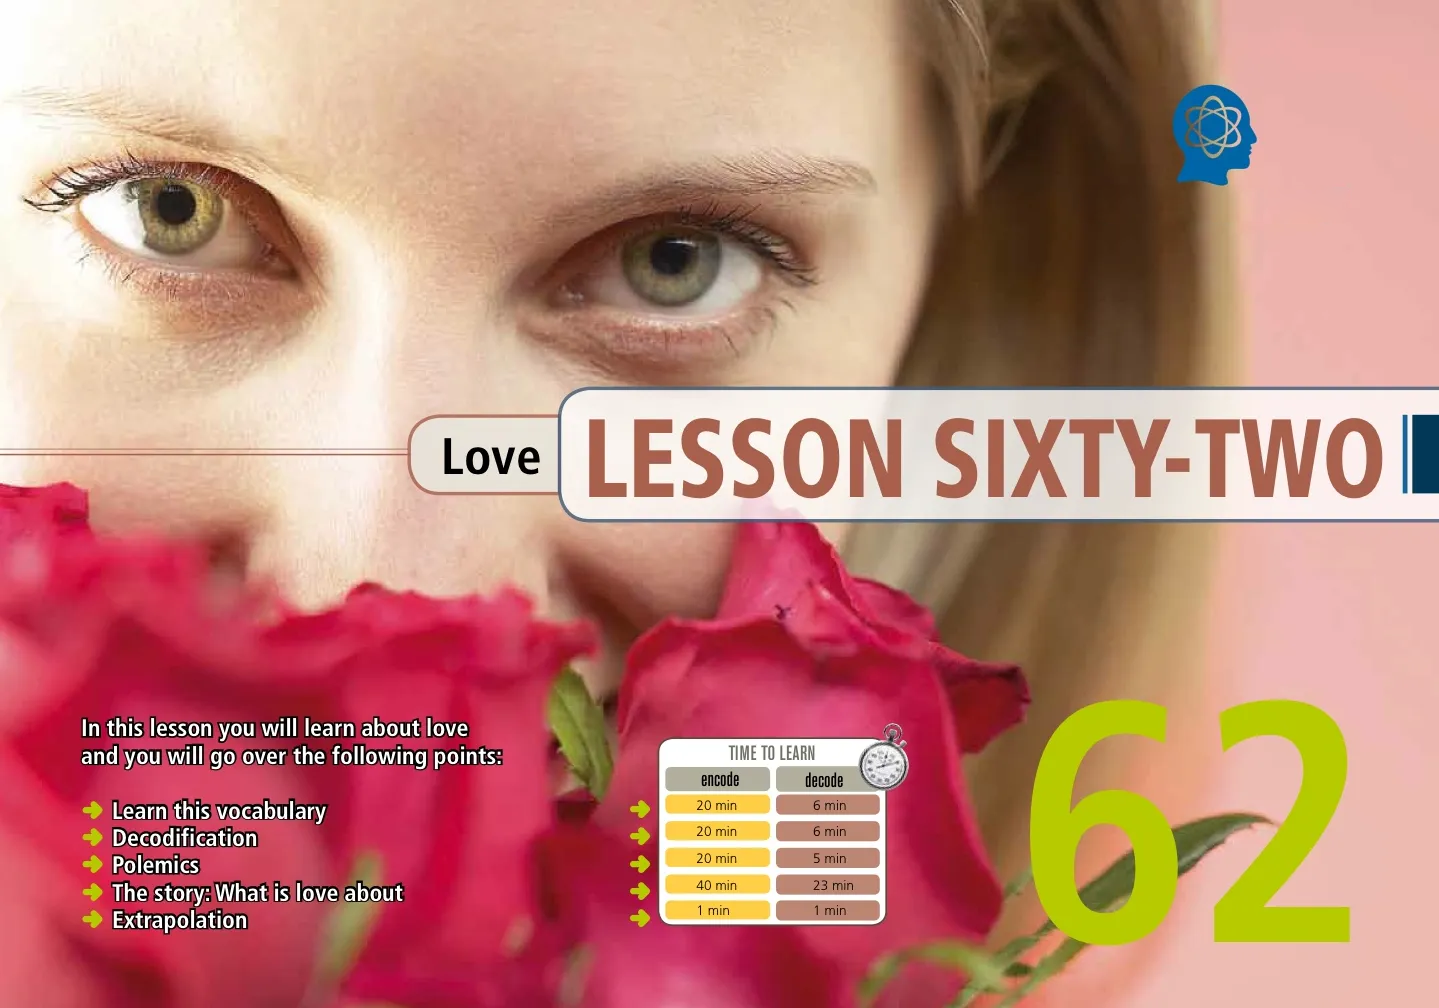 Love
LESSON SIXTY-TWO
In this lesson you will learn about love
and you will go over the following points:
Learn this vocabulary
Decodification
Polemics
The story: What is love about
Extrapolation
TIME TO LEARN
encode decode
20 min 6 min
20 min 6 min
20 min 5 min
40 min 23 min
1 min 1 min
62